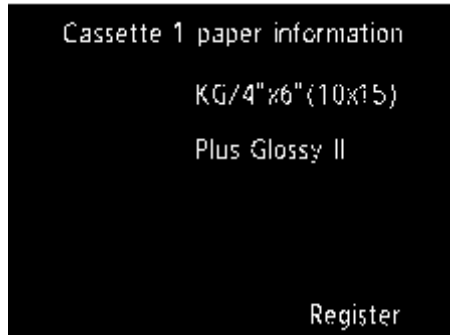 Cassette 1 paper information
KG/4"x6"(10x15)
Plus Glossy II
Register